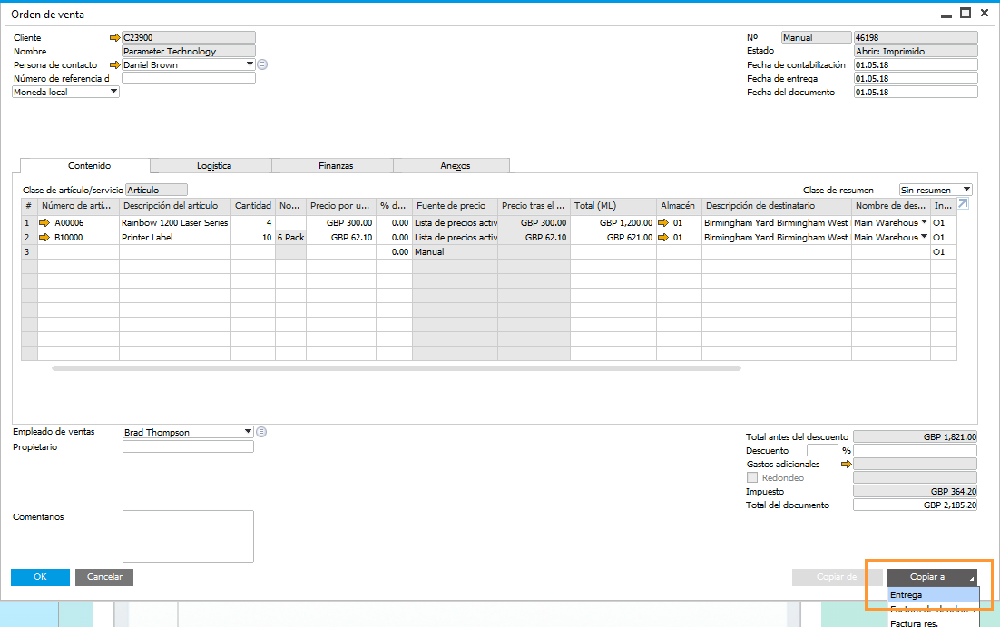 Orden de venta
Cliente C23900
Nombre Parameter Technology
Persona de contacto Daniel Brown
Número de referencia d
Moneda local
Nº Manual 46198
Estado Abrir: Imprimido
Fecha de contabilización 01.05.18
Fecha de entrega 01.05.18
Fecha del documento 01.05.18
Contenido Logística Finanzas Anexos
Clase de artículo/servicio Artículo Clase de resumen Sin resumen
# Número de artí... Descripción del artículo Cantidad No... Precio por u... % d... Fuente de precio Precio tras el ... Total (ML) Almacén Descripción de destinatario Nombre de des... In...
1 A00006 Rainbow 1200 Laser Series 4 GBP 300.00 0.00 Lista de precios activ GBP 300.00 GBP 1,200.00 01 Birmingham Yard Birmingham West Main Warehous O1
2 B10000 Printer Label 10 6 Pack GBP 62.10 0.00 Lista de precios activ GBP 62.10 GBP 621.00 01 Birmingham Yard Birmingham West Main Warehous O1
3 0.00 Manual O1
Empleado de ventas Brad Thompson
Propietario
Total antes del descuento GBP 1,821.00
Descuento %
Gastos adicionales
Redondeo
Impuesto GBP 364.20
Total del documento GBP 2,185.20
Comentarios
OK Cancelar Copiar de Copiar a
Entrega
Factura de deudores
Factura res.